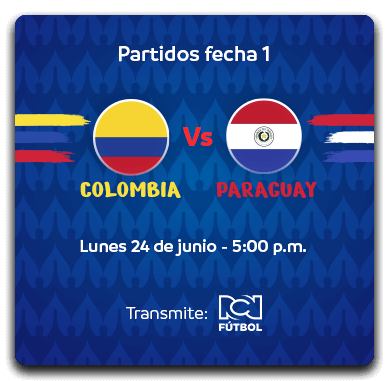 Partidos fecha 1
Vs
COLOMBIA PARAGUAY
Lunes 24 de junio - 5:00 p.m.
Transmite: RCN
FÚTBOL